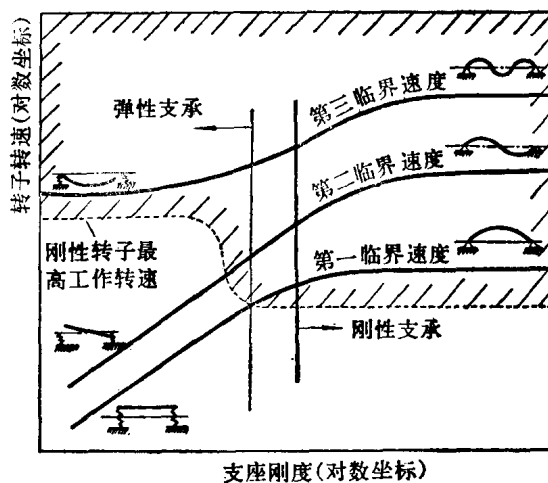 转子转速(对数坐标)
弹性支承
第三临界速度
第二临界速度
刚性转子最
高工作转速
第一临界速度
刚性支承
支座刚度(对数坐标)